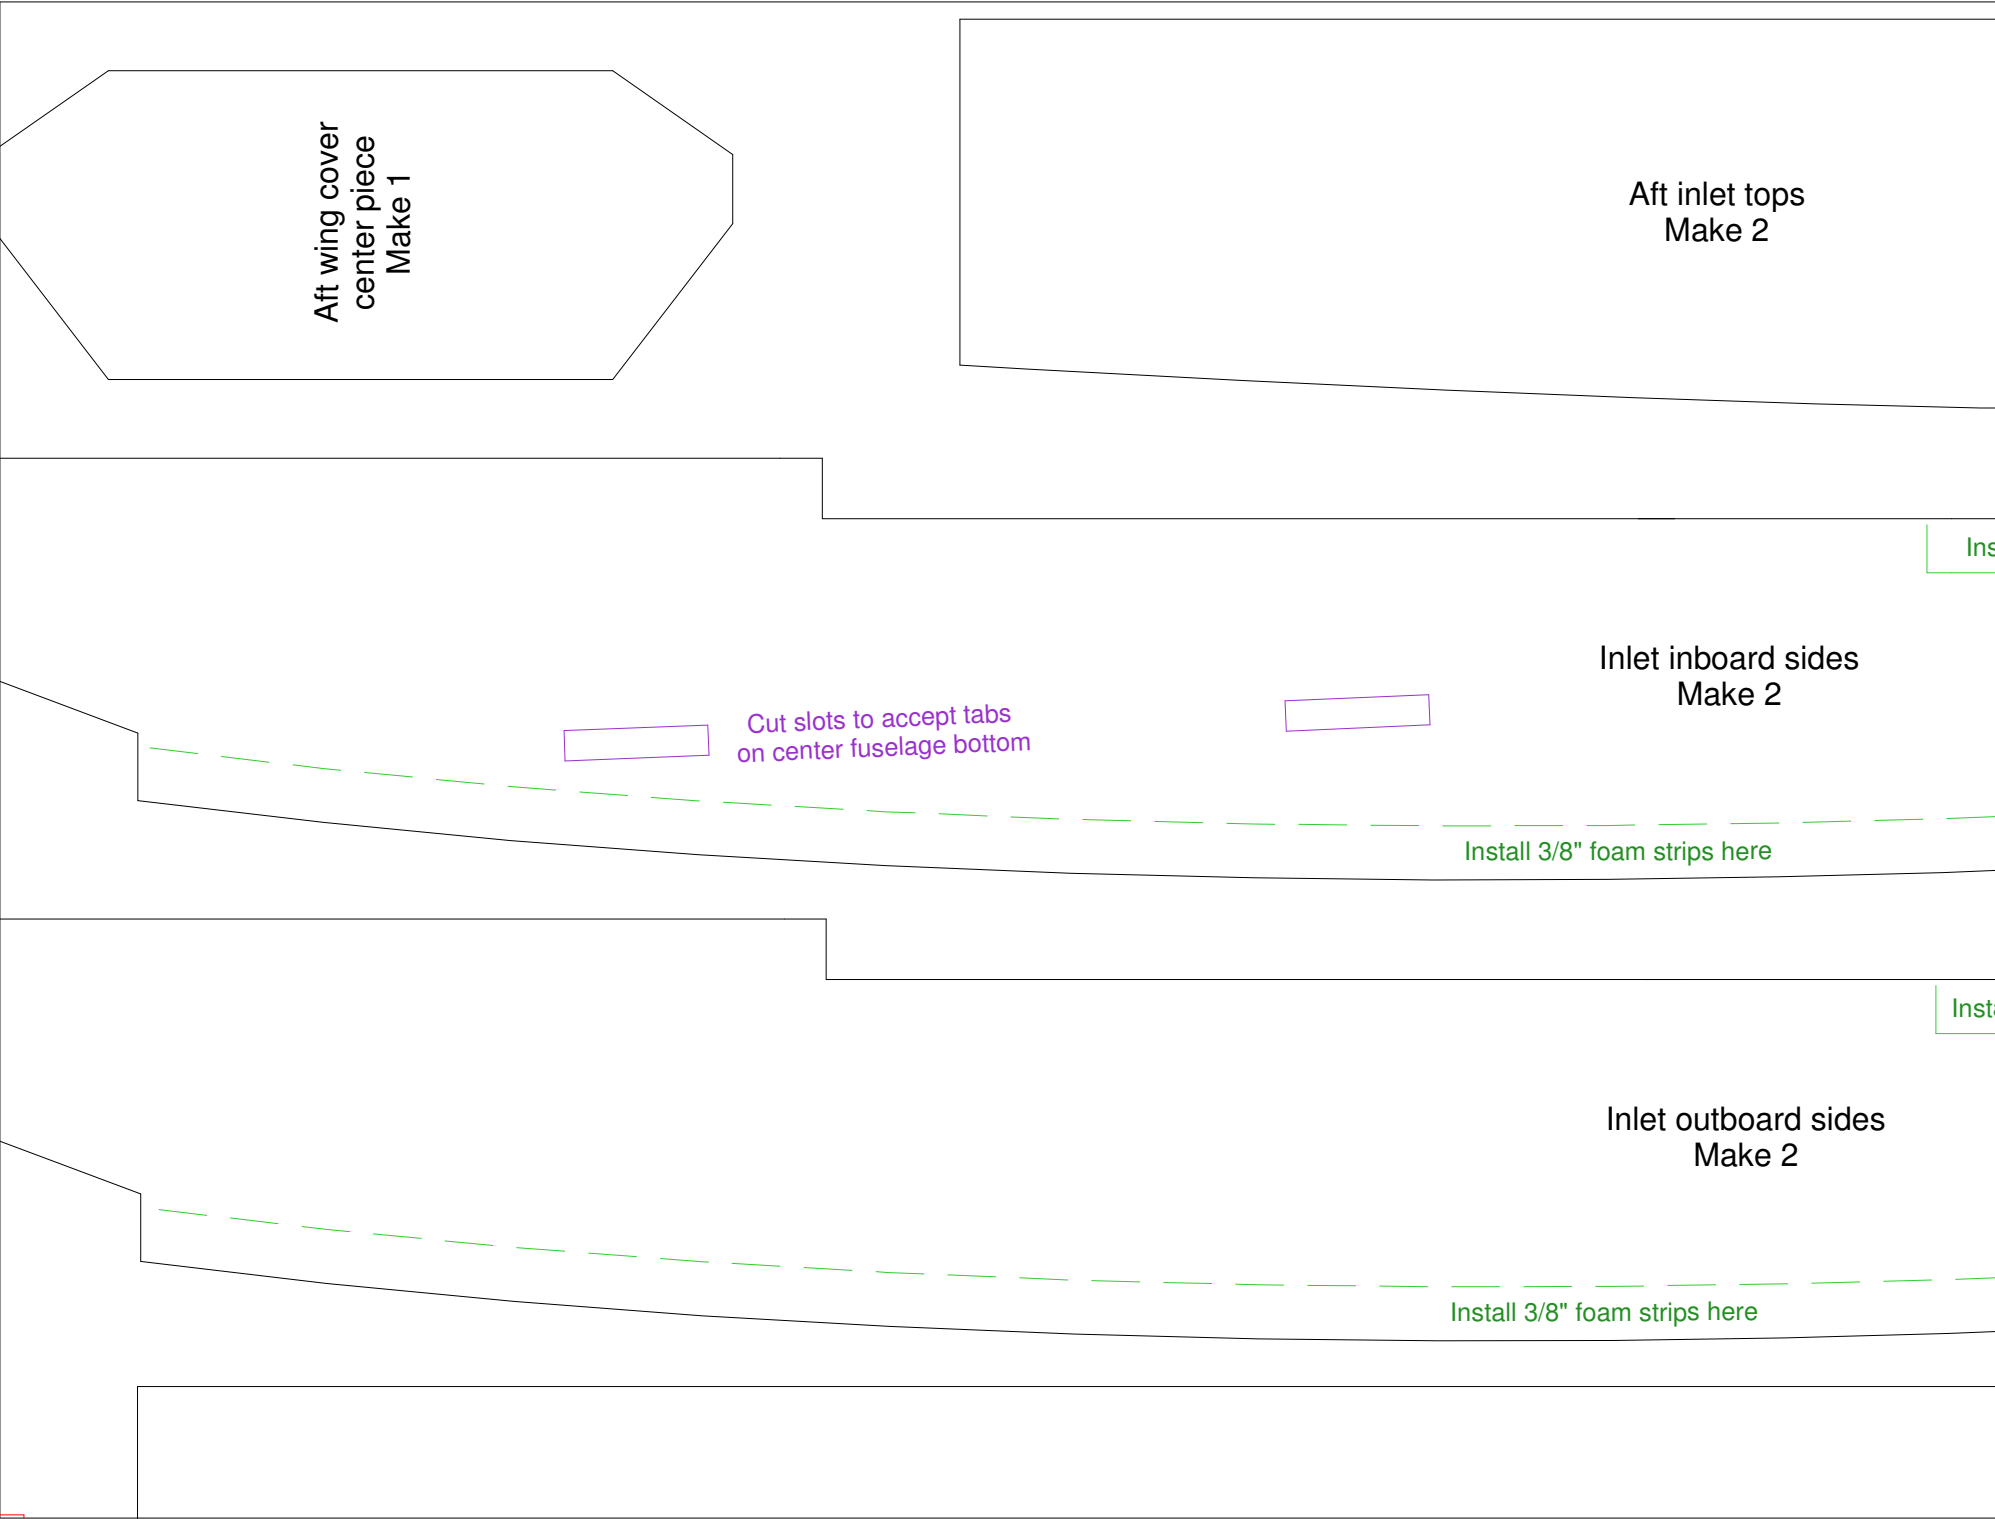 Aft wing cover
center piece
Make 1
Aft inlet tops
Make 2
Ins
Inlet inboard sides
Make 2
Cut slots to accept tabs
on center fuselage bottom
Install 3/8" foam strips here
Inst
Inlet outboard sides
Make 2
Install 3/8" foam strips here